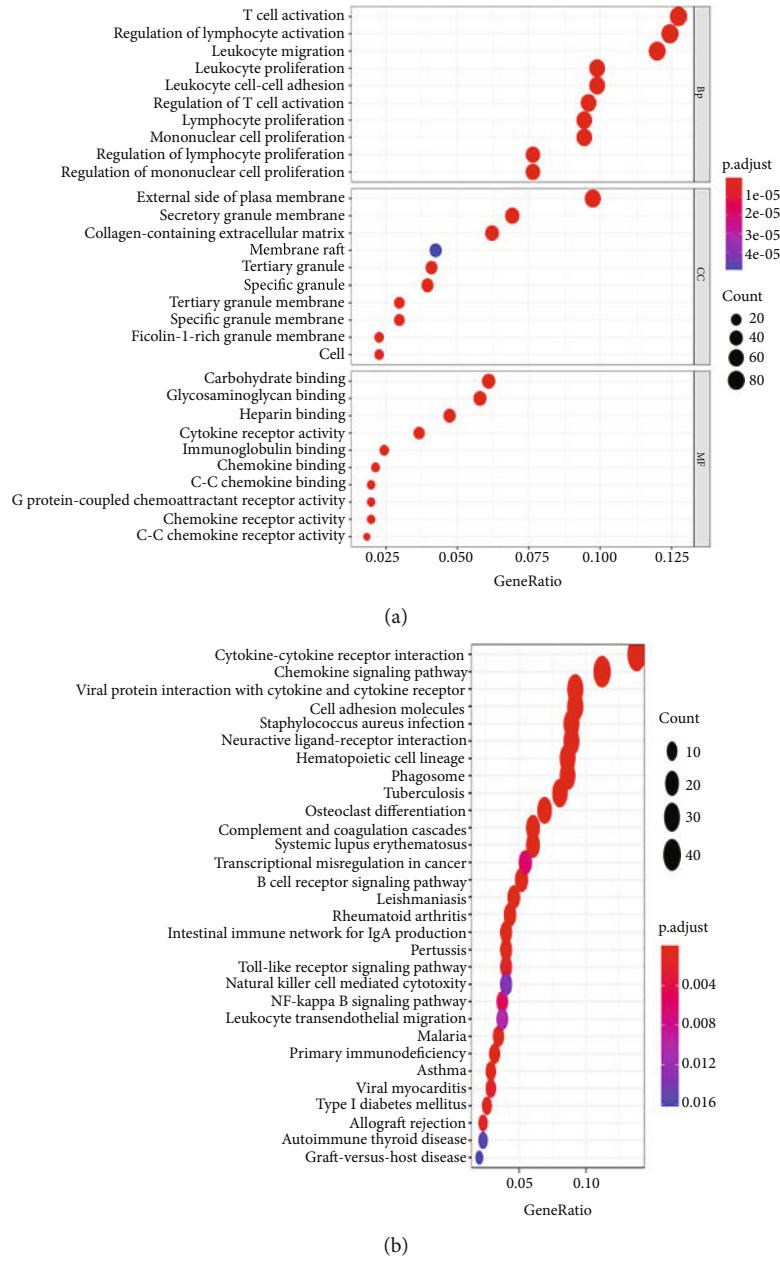 T cell activation
Regulation of lymphocyte activation
Leukocyte migration
Leukocyte proliferation
Leukocyte cell-cell adhesion
Regulation of T cell activation
Lymphocyte proliferation
Mononuclear cell proliferation
Regulation of lymphocyte proliferation
Regulation of mononuclear cell proliferation
Bp
External side of plasa membrane
Secretory granule membrane
Collagen-containing extracellular matrix
Membrane raft
Tertiary granule
Specific granule
Tertiary granule membrane
Specific granule membrane
Ficolin-1-rich granule membrane
Cell
CC
Carbohydrate binding
Glycosaminoglycan binding
Heparin binding
Cytokine receptor activity
Immunoglobulin binding
Chemokine binding
C-C chemokine binding
G protein-coupled chemoattractant receptor activity
Chemokine receptor activity
C-C chemokine receptor activity
MF
0.025 0.050 0.075 0.100 0.125
GeneRatio
p.adjust
1e-05
2e-05
3e-05
4e-05
Count
20
40
60
80
(a)
Cytokine-cytokine receptor interaction
Chemokine signaling pathway
Viral protein interaction with cytokine and cytokine receptor
Cell adhesion molecules
Staphylococcus aureus infection
Neuractive ligand-receptor interaction
Hematopoietic cell lineage
Phagosome
Tuberculosis
Osteoclast differentiation
Complement and coagulation cascades
Systemic lupus erythematosus
Transcriptional misregulation in cancer
B cell receptor signaling pathway
Leishmaniasis
Rheumatoid arthritis
Intestinal immune network for IgA production
Pertussis
Toll-like receptor signaling pathway
Natural killer cell mediated cytotoxity
NF-kappa B signaling pathway
Leukocyte transendothelial migration
Malaria
Primary immunodeficiency
Asthma
Viral myocarditis
Type I diabetes mellitus
Allograft rejection
Autoimmune thyroid disease
Graft-versus-host disease
0.05 0.10
GeneRatio
Count
10
20
30
40
p.adjust
0.004
0.008
0.012
0.016
(b)